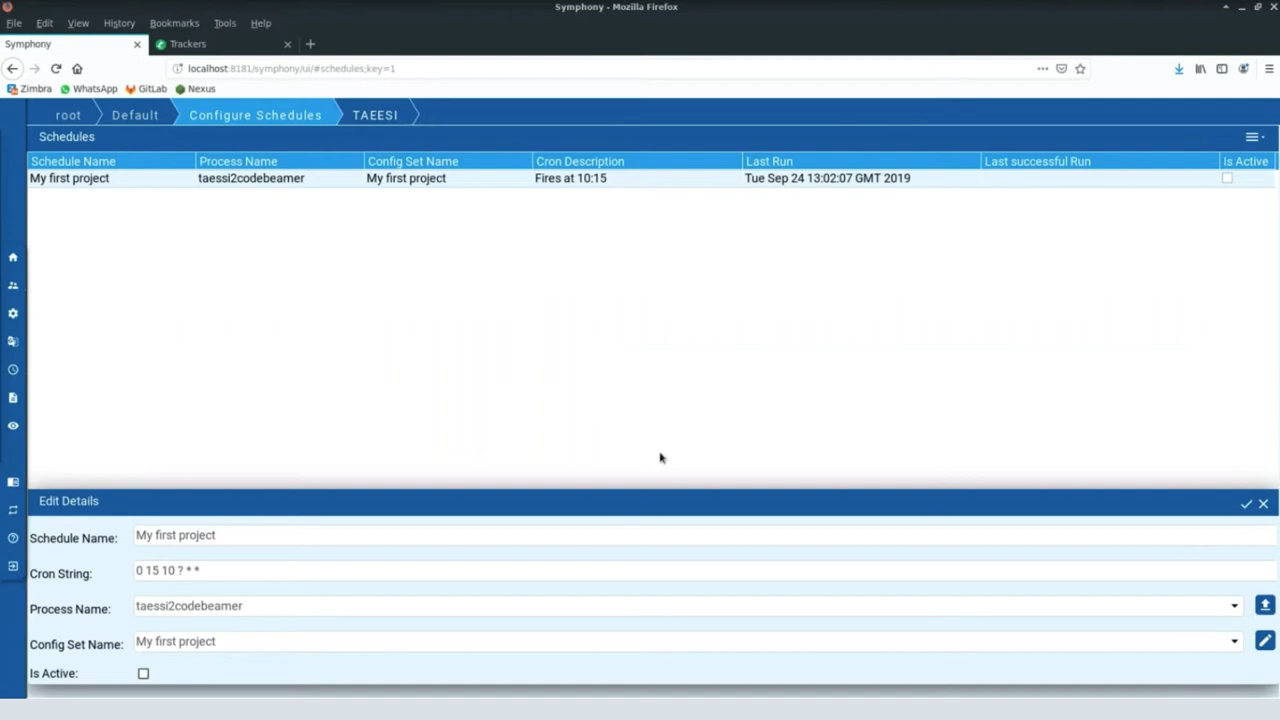 Symphony - Mozilla Firefox
File Edit View History Bookmarks Tools Help
Symphony Trackers
localhost:8181/symphony/ui/#schedules;key=1
Zimbra WhatsApp GitLab Nexus
root Default Configure Schedules TAEESI
Schedules
Schedule Name Process Name Config Set Name Cron Description Last Run Last successful Run Is Active
My first project taessi2codebeamer My first project Fires at 10:15 Tue Sep 24 13:02:07 GMT 2019
Edit Details
Schedule Name: My first project
Cron String: 0 15 10 ? * *
Process Name: taessi2codebeamer
Config Set Name: My first project
Is Active: